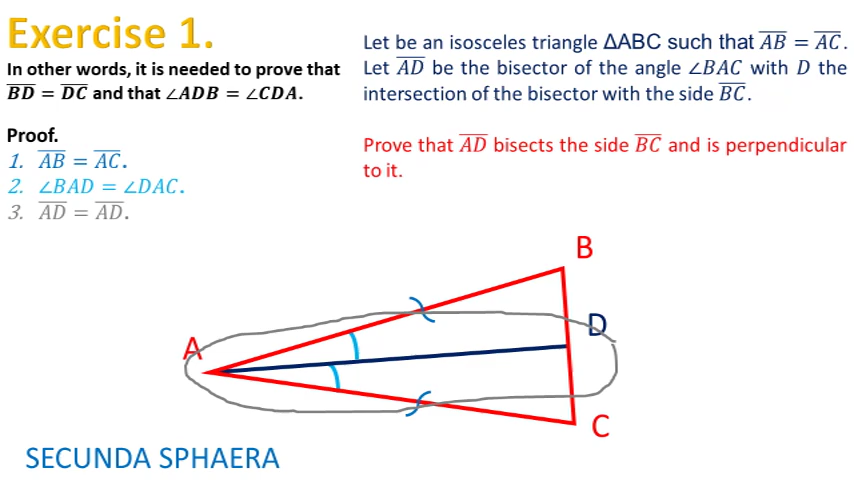 Exercise 1.
In other words, it is needed to prove that
BD = DC and that ∠ADB = ∠CDA.
Proof.
1. AB = AC.
2. ∠BAD = ∠DAC.
3. AD = AD.
Let be an isosceles triangle ΔABC such that AB = AC.
Let AD be the bisector of the angle ∠BAC with D the
intersection of the bisector with the side BC.
Prove that AD bisects the side BC and is perpendicular
to it.
B
D
A
C
SECUNDA SPHAERA